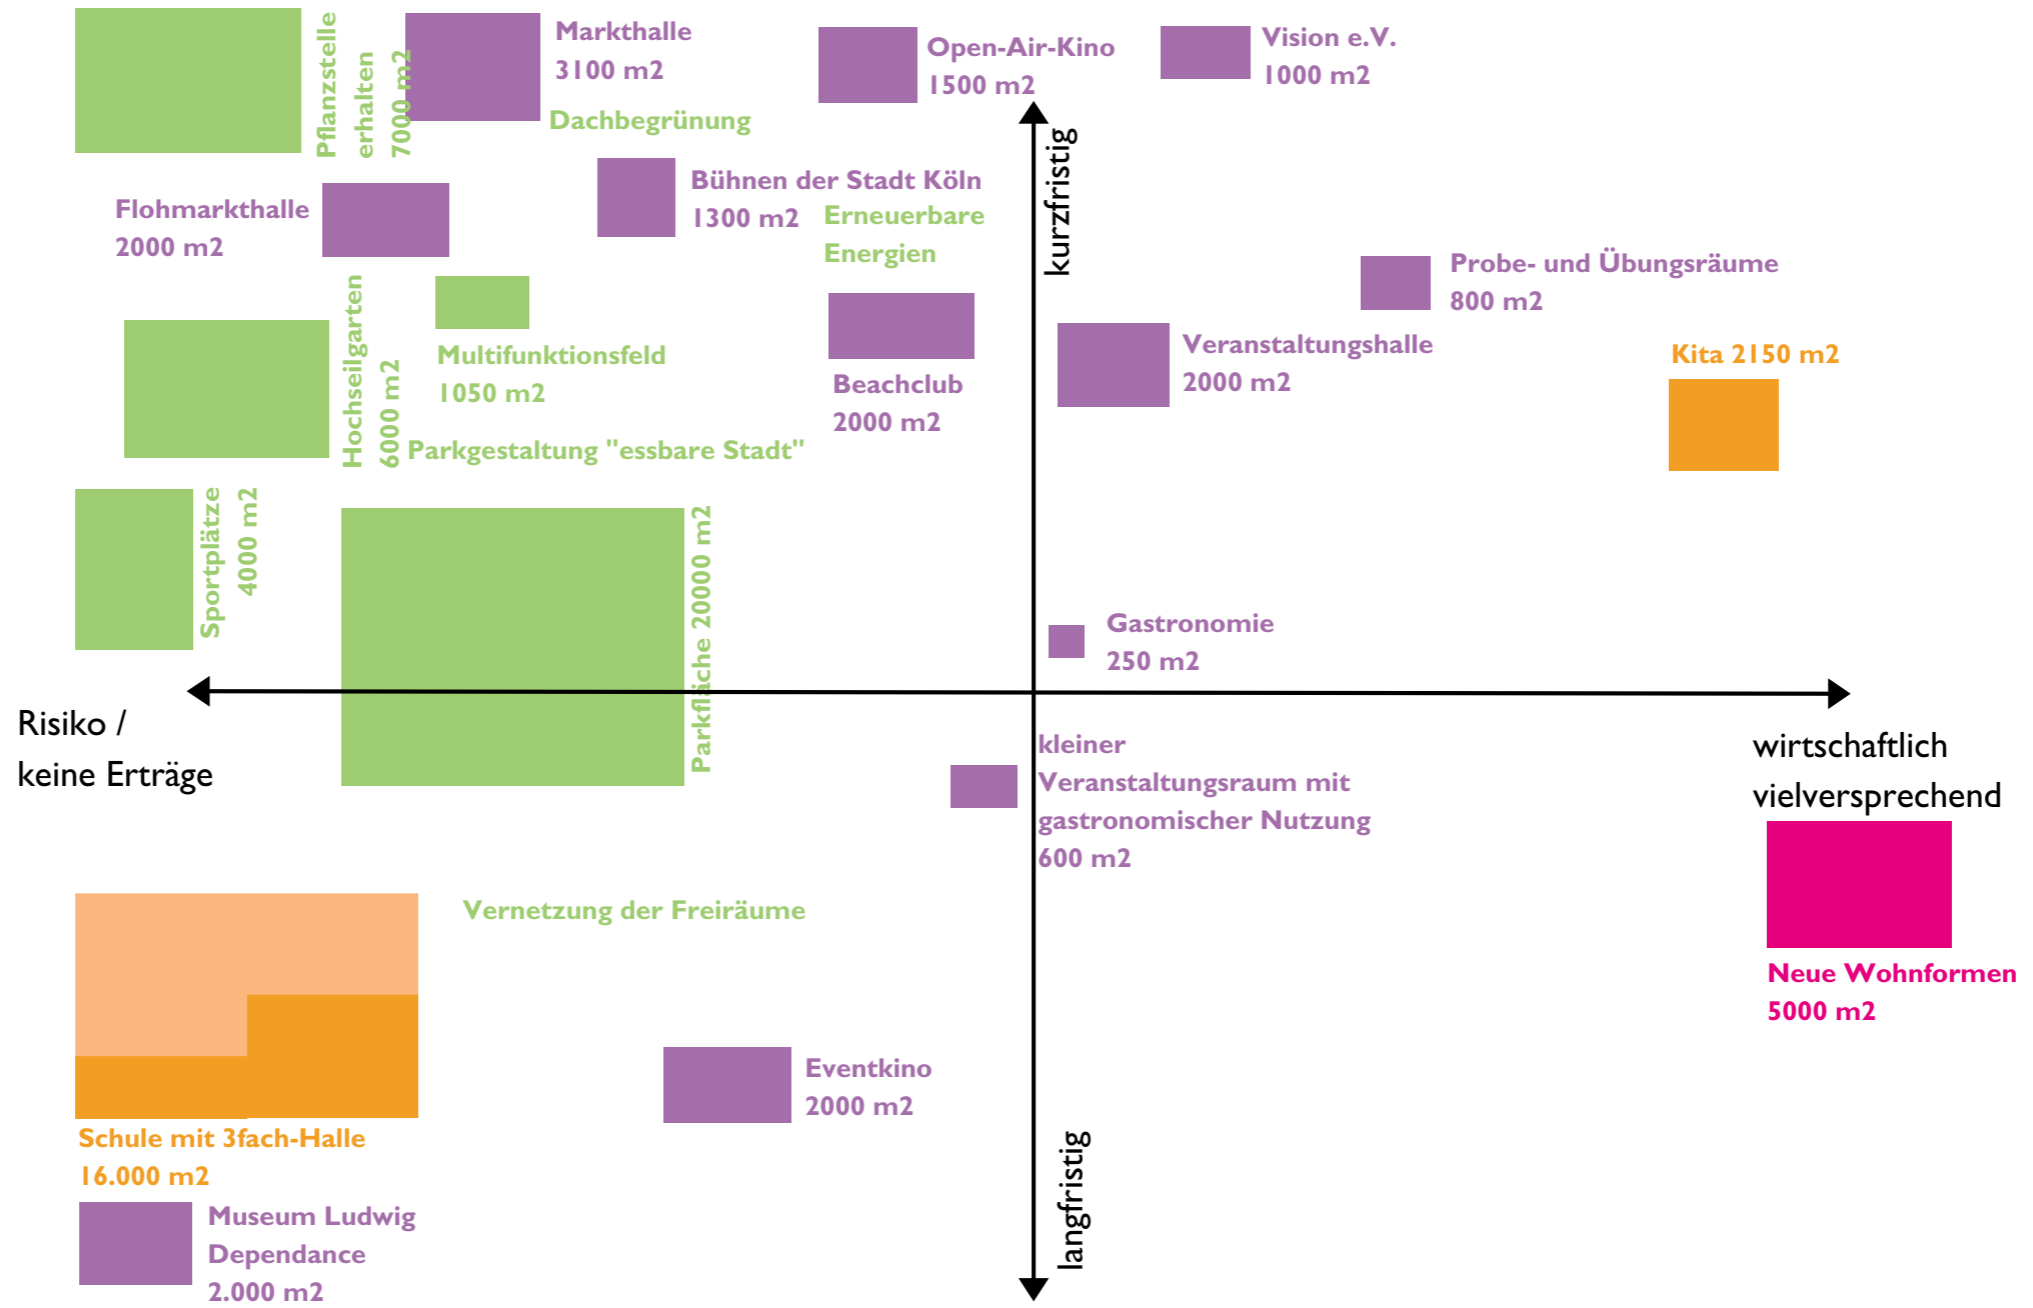 Pflanzstelle
erhalten
7000 m2
Markthalle
3100 m2
Dachbegrünung
Open-Air-Kino
1500 m2
Vision e.V.
1000 m2
Flohmarkthalle
2000 m2
Bühnen der Stadt Köln
1300 m2
Erneuerbare
Energien
kurzfristig
Probe- und Übungsräume
800 m2
Hochseilgarten
6000 m2
Multifunktionsfeld
1050 m2
Beachclub
2000 m2
Veranstaltungshalle
2000 m2
Kita 2150 m2
Parkgestaltung "essbare Stadt"
Sportplätze
4000 m2
Parkfläche 20000 m2
Gastronomie
250 m2
Risiko /
keine Erträge
wirtschaftlich
vielversprechend
kleiner
Veranstaltungsraum mit
gastronomischer Nutzung
600 m2
Vernetzung der Freiräume
Neue Wohnformen
5000 m2
Eventkino
2000 m2
Schule mit 3fach-Halle
16.000 m2
langfristig
Museum Ludwig
Dependance
2.000 m2